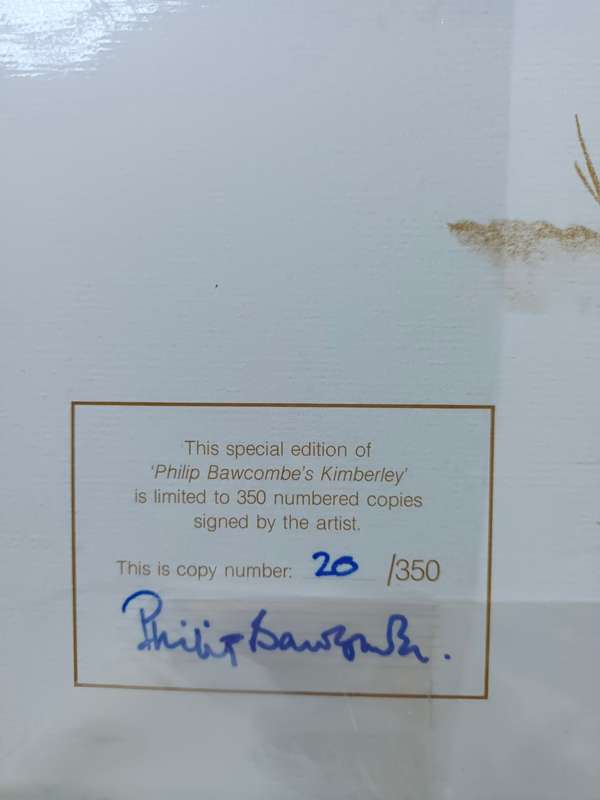 This special edition of
'Philip Bawcombe's Kimberley'
is limited to 350 numbered copies
signed by the artist.
This is copy number: 20 /350
Philip Bawcombe.